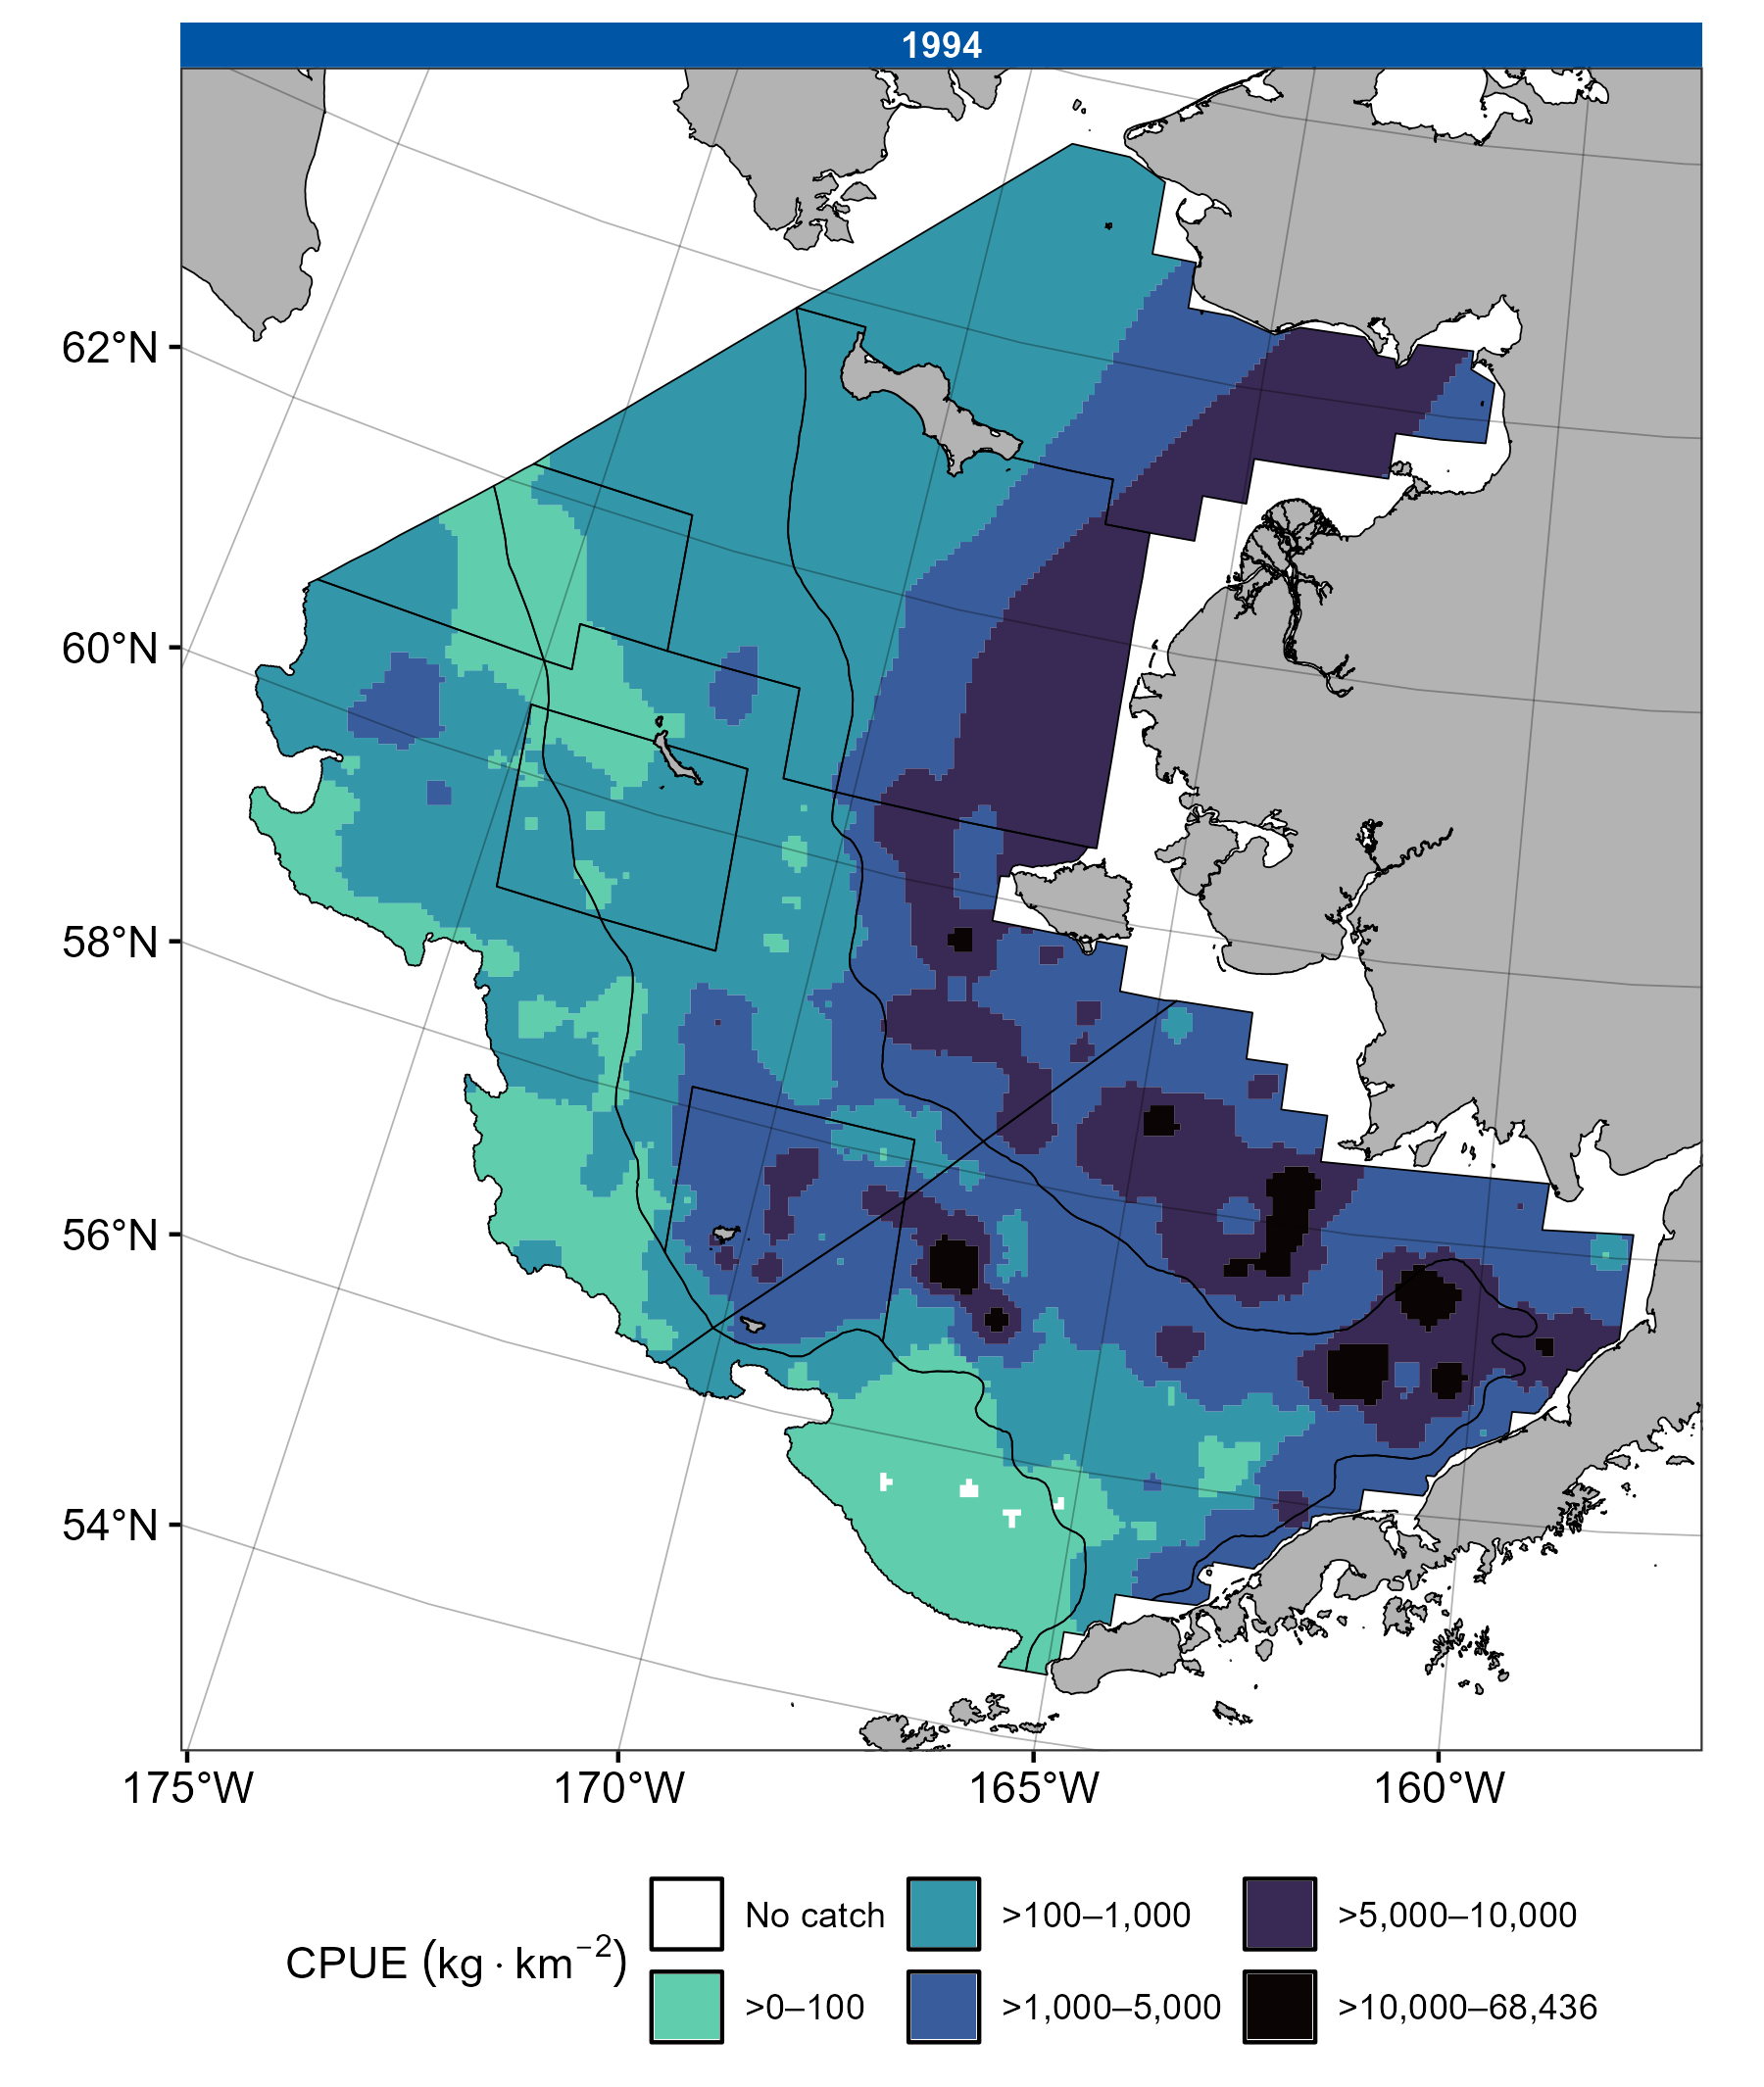 1994
62°N
60°N
58°N
56°N
54°N
175°W 170°W 165°W 160°W
CPUE (kg · km⁻²)
No catch >100–1,000 >5,000–10,000
>0–100 >1,000–5,000 >10,000–68,436